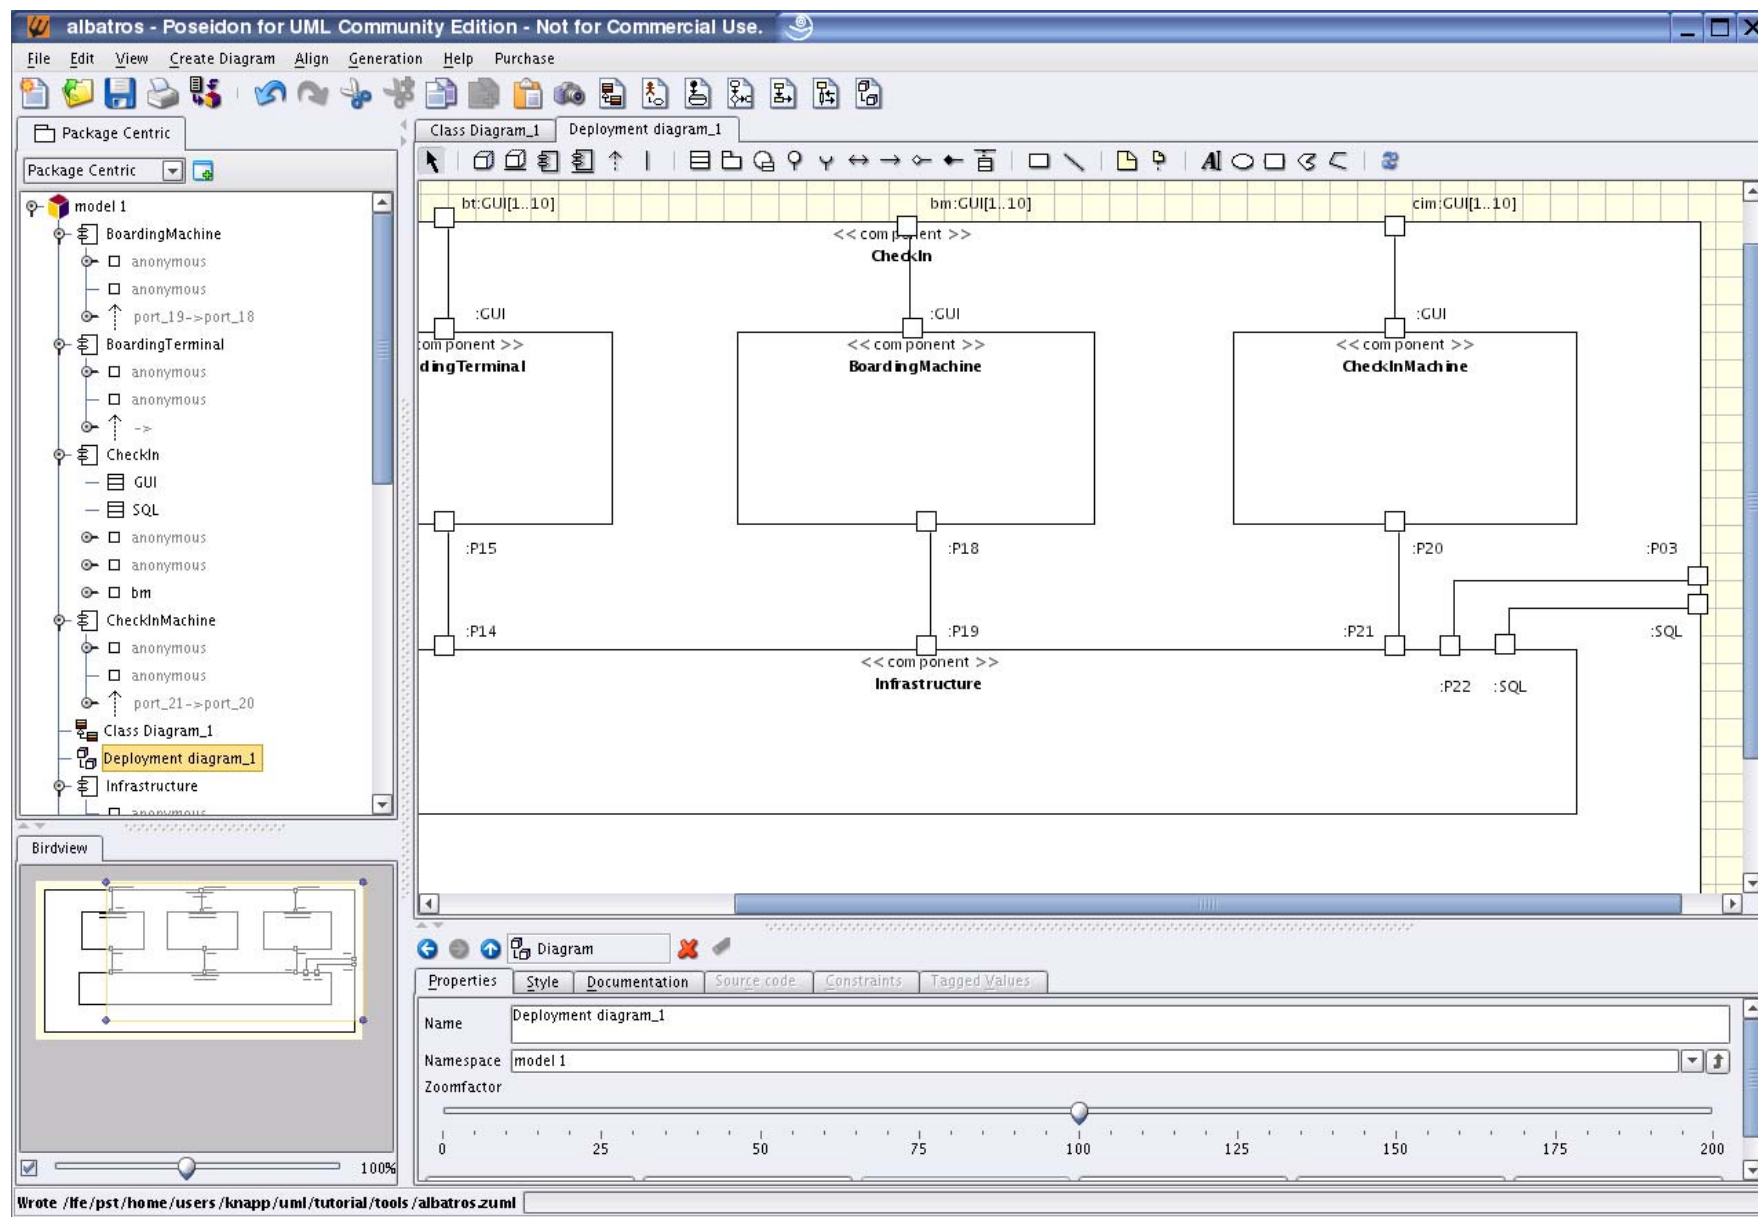 albatros - Poseidon for UML Community Edition - Not for Commercial Use.
File Edit View Create Diagram Align Generation Help Purchase
Package Centric
Package Centric
model 1
BoardingMachine
anonymous
anonymous
port_19->port_18
BoardingTerminal
anonymous
anonymous
->
CheckIn
GUI
SQL
anonymous
anonymous
bm
CheckInMachine
anonymous
anonymous
port_21->port_20
Class Diagram_1
Deployment diagram_1
Infrastructure
anonymous
Birdview
100%
Class Diagram_1 Deployment diagram_1
bt:GUI[1..10] bm:GUI[1..10] cim:GUI[1..10]
<<component>>
CheckIn
:GUI :GUI :GUI
omponent >> <<component >> <<component >>
dingTerminal BoardingMachine CheckInMachine
:P15 :P18 :P20 :P03
:P14 :P19 :P21 :SQL
<<component >>
Infrastructure
:P22 :SQL
Diagram
Properties Style Documentation Source code Constraints Tagged Values
Name Deployment diagram_1
Namespace model 1
Zoomfactor
0 25 50 75 100 125 150 175 200
Wrote /lfe/pst/home/users/knapp/uml/tutorial/tools/albatros.zuml